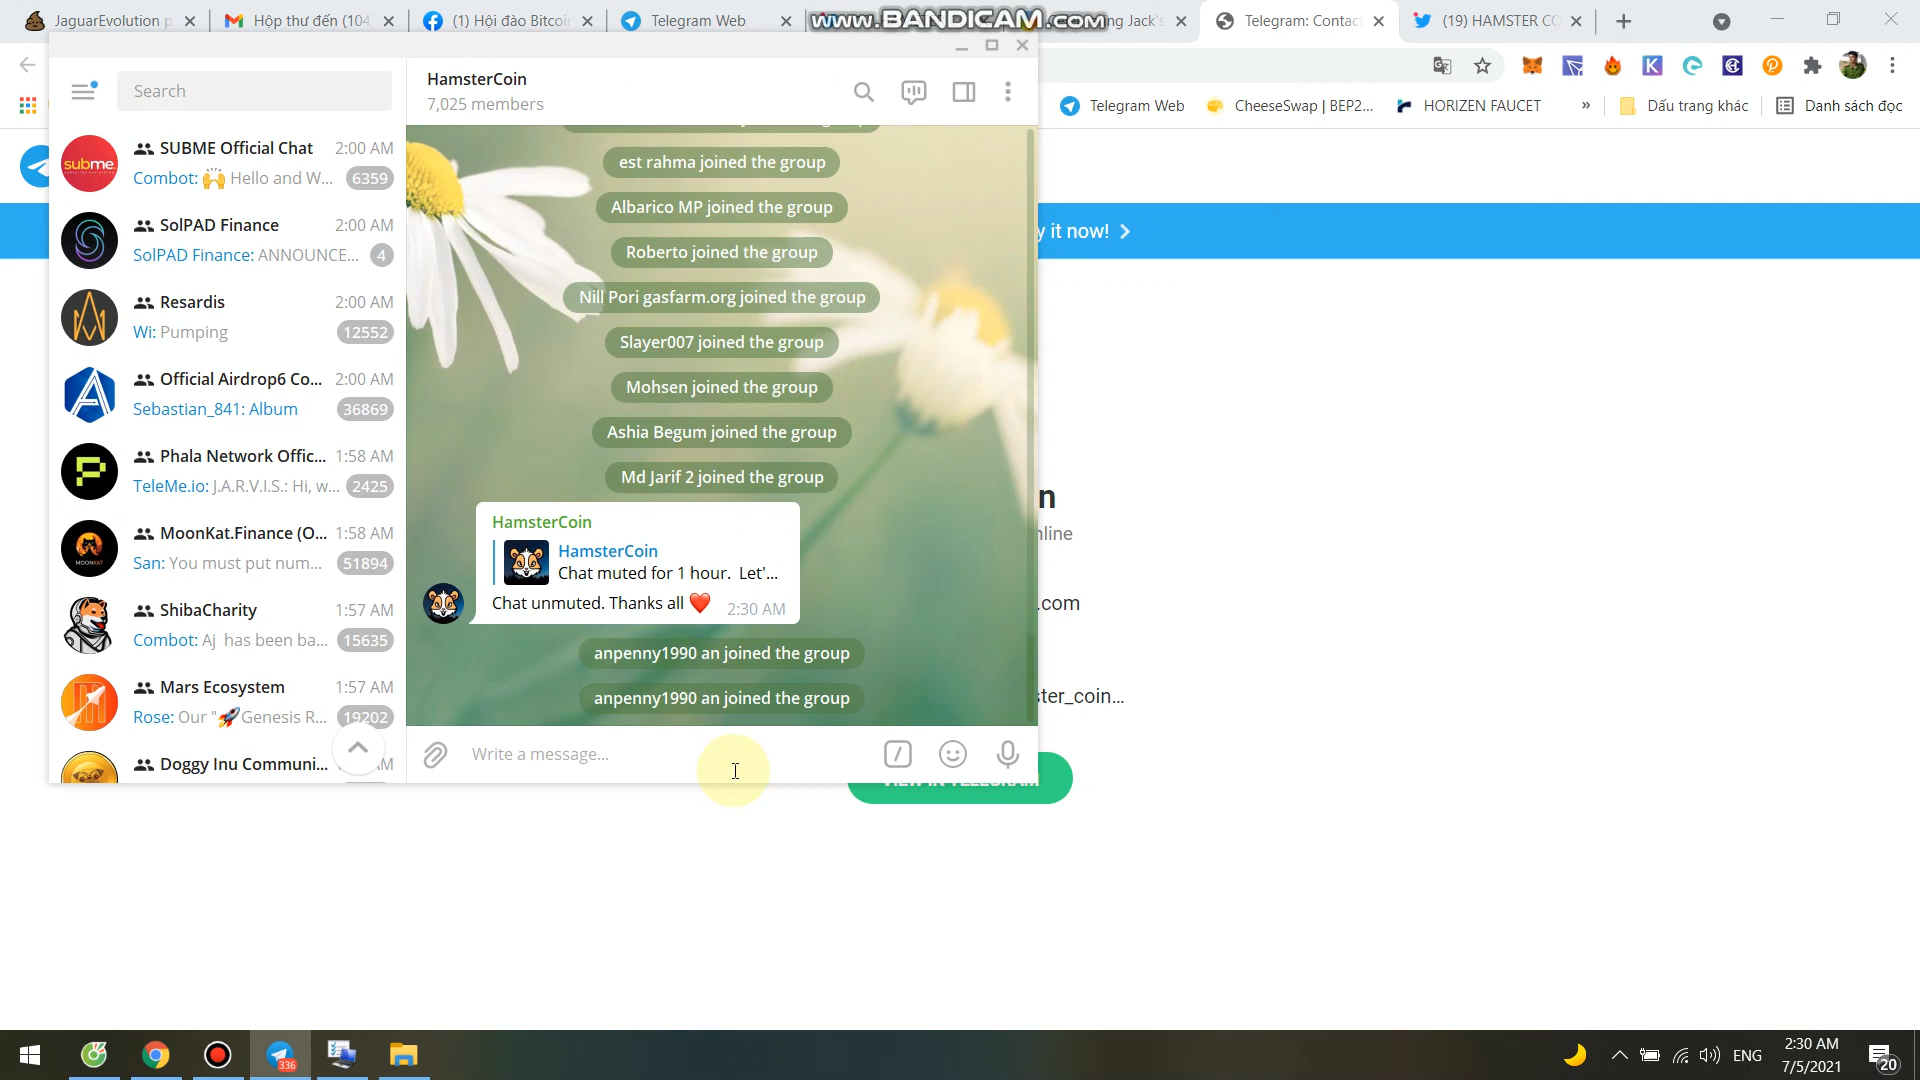 JaguarEvolution p
Hộp thư đến (104
(1) Hội đào Bitcoi
Telegram Web
www.BANDICAM.com
ng Jack's
Telegram: Contac
(19) HAMSTER CO
Telegram Web
CheeseSwap | BEP2...
HORIZEN FAUCET
»
Dấu trang khác
Danh sách đọc
Search
HamsterCoin
7,025 members
subme.
SUBME Official Chat
2:00 AM
Combot: 🙌 Hello and W...
6359
SolPAD Finance
2:00 AM
SolPAD Finance: ANNOUNCE...
4
Resardis
2:00 AM
Wi: Pumping
12552
Official Airdrop6 Co...
2:00 AM
Sebastian_841: Album
36869
Phala Network Offic...
1:58 AM
TeleMe.io: J.A.R.V.I.S.: Hi, w...
2425
MOONKAT
MoonKat.Finance (O...
1:58 AM
San: You must put num...
51894
ShibaCharity
1:57 AM
Combot: Aj has been ba...
15635
Mars Ecosystem
1:57 AM
Rose: Our "🚀Genesis R...
19202
Doggy Inu Communi...
est rahma joined the group
Albarico MP joined the group
Roberto joined the group
Nill Pori gasfarm.org joined the group
Slayer007 joined the group
Mohsen joined the group
Ashia Begum joined the group
Md Jarif 2 joined the group
HamsterCoin
HamsterCoin
Chat muted for 1 hour. Let'...
Chat unmuted. Thanks all ❤️
2:30 AM
anpenny1990 an joined the group
anpenny1990 an joined the group
Write a message...
y it now!
n
nline
.com
ster_coin...
VIEW IN TELEGRAM
336
ENG
2:30 AM
7/5/2021
20